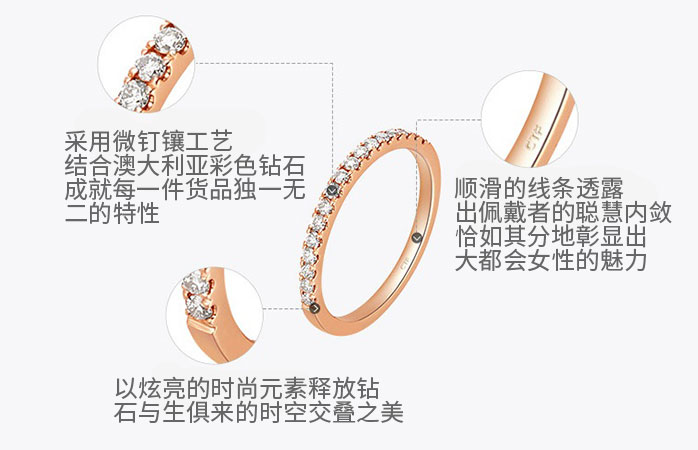 采用微钉镶工艺
结合澳大利亚彩色钻石
成就每一件货品独一无
二的特性
CTF
顺滑的线条透露
出佩戴者的聪慧内敛
恰如其分地彰显出
大都会女性的魅力
CTF
以炫亮的时尚元素释放钻
石与生俱来的时空交叠之美